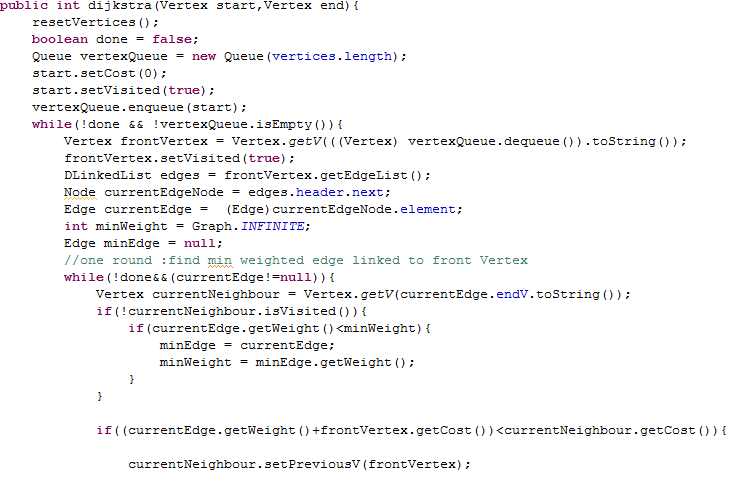 public int dijkstra(Vertex start,Vertex end){
    resetVertices();
    boolean done = false;
    Queue vertexQueue = new Queue(vertices.length);
    start.setCost(0);
    start.setVisited(true);
    vertexQueue.enqueue(start);
    while(!done && !vertexQueue.isEmpty()){
        Vertex frontVertex = Vertex.getV(((Vertex) vertexQueue.dequeue()).toString());
        frontVertex.setVisited(true);
        DLinkedList edges = frontVertex.getEdgeList();
        Node currentEdgeNode = edges.header.next;
        Edge currentEdge =  (Edge)currentEdgeNode.element;
        int minWeight = Graph.INFINITE;
        Edge minEdge = null;
        //one round :find min weighted edge linked to front Vertex
        while(!done&&(currentEdge!=null)){
            Vertex currentNeighbour = Vertex.getV(currentEdge.endV.toString());
            if(!currentNeighbour.isVisited()){
                if(currentEdge.getWeight()<minWeight){
                    minEdge = currentEdge;
                    minWeight = minEdge.getWeight();
                }
            }
            if((currentEdge.getWeight()+frontVertex.getCost())<currentNeighbour.getCost()){
                currentNeighbour.setPreviousV(frontVertex);